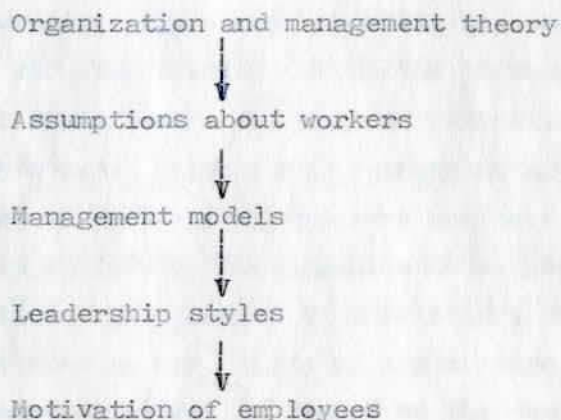 Organization and management theory
Assumptions about workers
Management models
Leadership styles
Motivation of employees